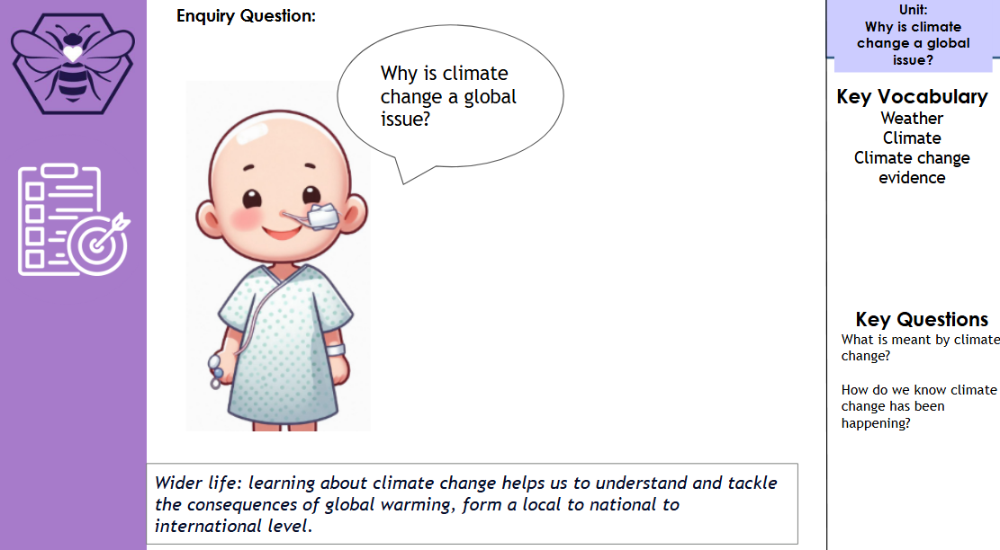 Enquiry Question:
Why is climate
change a global
issue?
Wider life: learning about climate change helps us to understand and tackle
the consequences of global warming, form a local to national to
international level.
Unit:
Why is climate
change a global
issue?
Key Vocabulary
Weather
Climate
Climate change
evidence
Key Questions
What is meant by climate
change?
How do we know climate
change has been
happening?